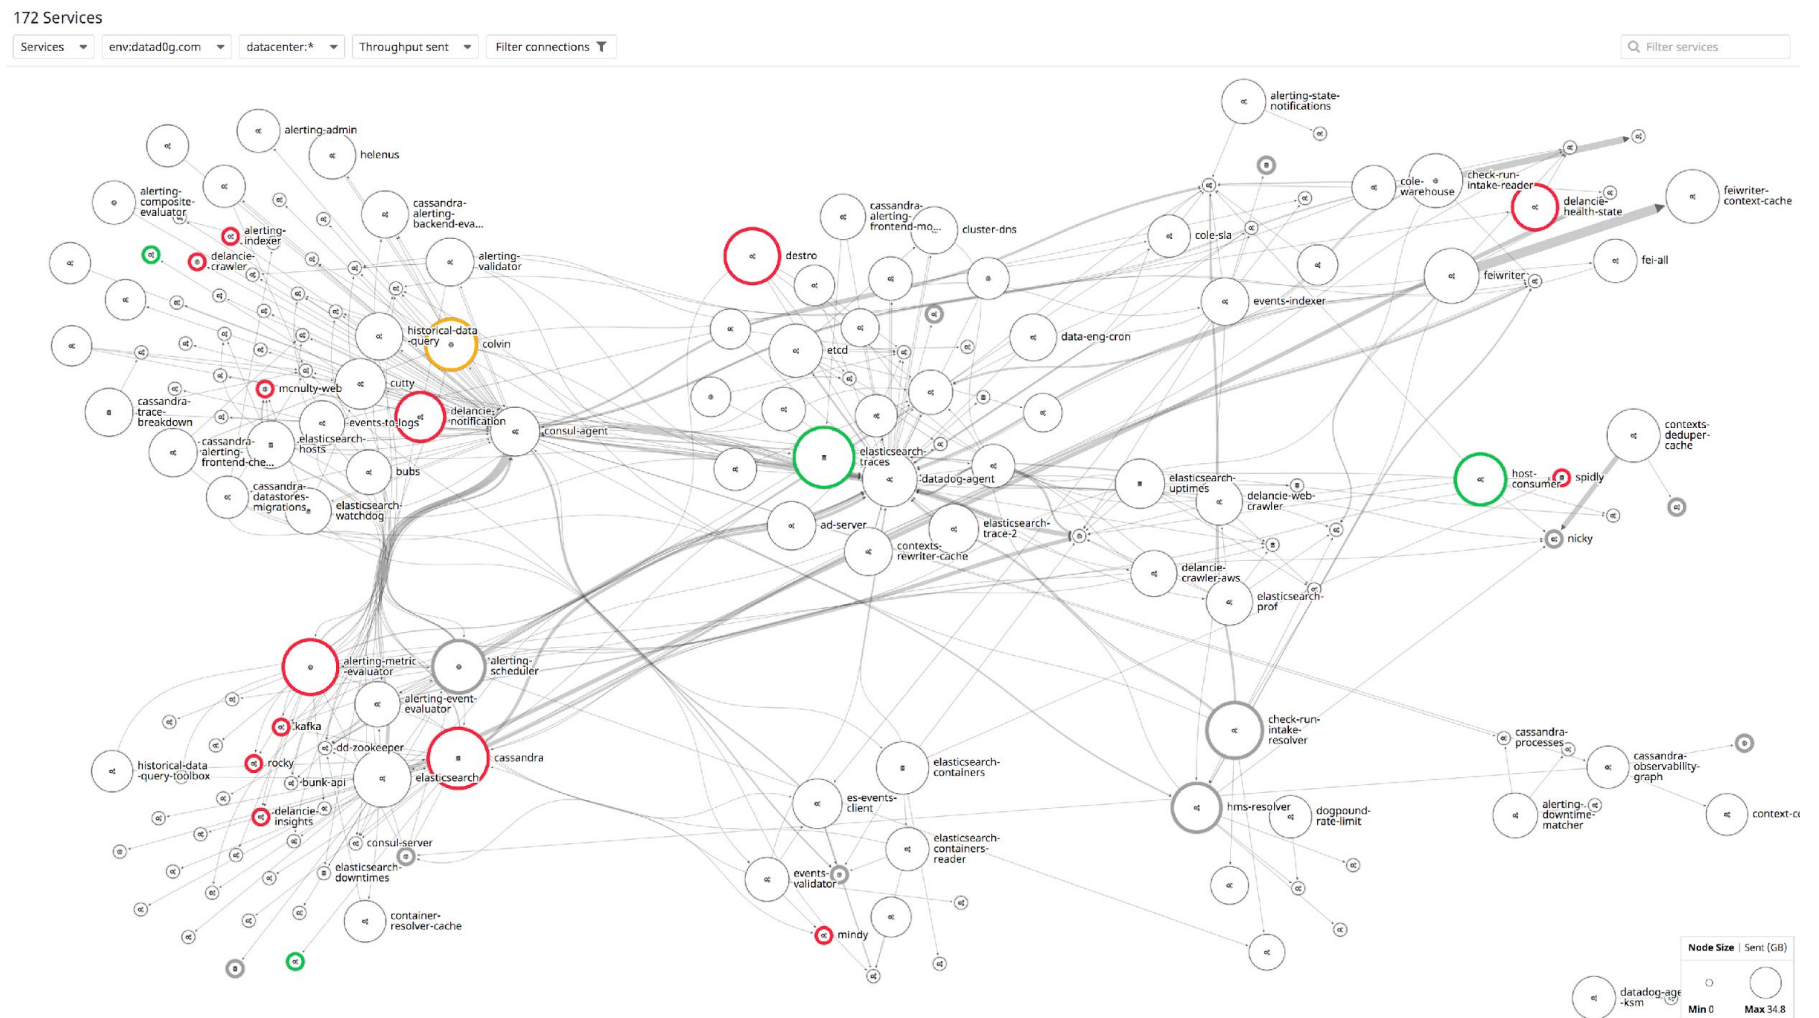 172 Services
Services
env:datad0g.com
datacenter:*
Throughput sent
Filter connections
Filter services
alerting-state-
notifications
alerting-admin
helenus
alerting-
composite-
evaluator
cassandra-
alerting-
backend-eva...
alerting-
indexer
delancie-
crawler
alerting-
validator
historical-data
-query
colvin
cutty
mcnulty-web
cassandra-
trace-
breakdown
events-to-logs
delancie-
notification
elasticsearch-
hosts
cassandra-
alerting-
frontend-che...
bubs
cassandra-
datastores-
migrations
elasticsearch-
watchdog
consul-agent
cassandra-
alerting-
frontend-mo...
cluster-dns
destro
etcd
data-eng-cron
elasticsearch-
traces
datadog-agent
ad-server
elasticsearch-
trace-2
contexts-
rewriter-cache
cole-
warehouse
check-run-
intake-reader
delancie-
health-state
feiwriter-
context-cache
cole-sla
fei-all
feiwriter
events-indexer
contexts-
deduper-
cache
elasticsearch-
uptimes
delancie-web-
crawler
host-
consumer
spidly
nicky
delancie-
crawler-aws
elasticsearch-
prof
alerting-metric
-evaluator
alerting-
scheduler
alerting-event-
evaluator
kafka
dd-zookeeper
rocky
historical-data
-query-toolbox
bunk-api
elasticsearch
cassandra
delancie-
insights
consul-server
elasticsearch-
downtimes
container-
resolver-cache
elasticsearch-
containers
es-events-
client
elasticsearch-
containers-
reader
events-
validator
mindy
check-run-
intake-
resolver
hms-resolver
dogpound-
rate-limit
cassandra-
processes
cassandra-
observability-
graph
alerting-
downtime-
matcher
context-c
datadog-age
-ksm
Node Size | Sent (GB)
Min 0
Max 34.8